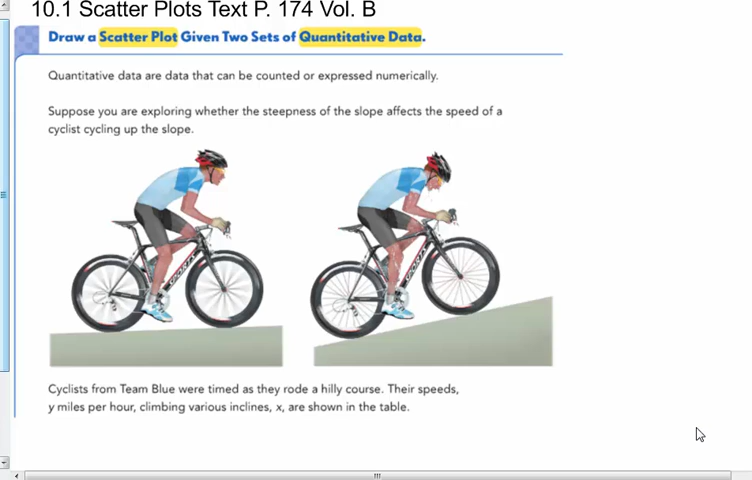 10.1 Scatter Plots Text P. 174 Vol. B
Draw a Scatter Plot Given Two Sets of Quantitative Data.
Quantitative data are data that can be counted or expressed numerically.
Suppose you are exploring whether the steepness of the slope affects the speed of a
cyclist cycling up the slope.
SPORTS
SPORTS
Cyclists from Team Blue were timed as they rode a hilly course. Their speeds,
y miles per hour, climbing various inclines, x, are shown in the table.